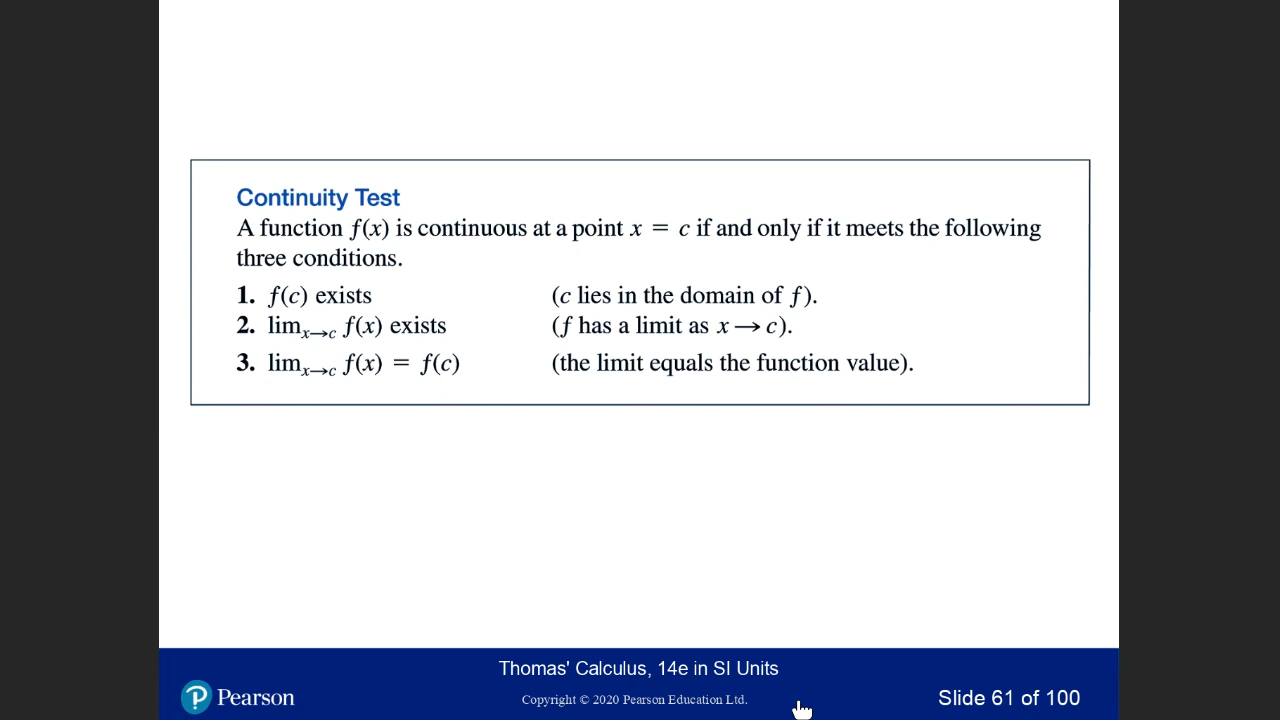 Continuity Test
A function f(x) is continuous at a point x = c if and only if it meets the following
three conditions.
1. f(c) exists (c lies in the domain of f).
2. lim_{x→c} f(x) exists (f has a limit as x → c).
3. lim_{x→c} f(x) = f(c) (the limit equals the function value).
Thomas' Calculus, 14e in SI Units
Pearson Copyright © 2020 Pearson Education Ltd. Slide 61 of 100